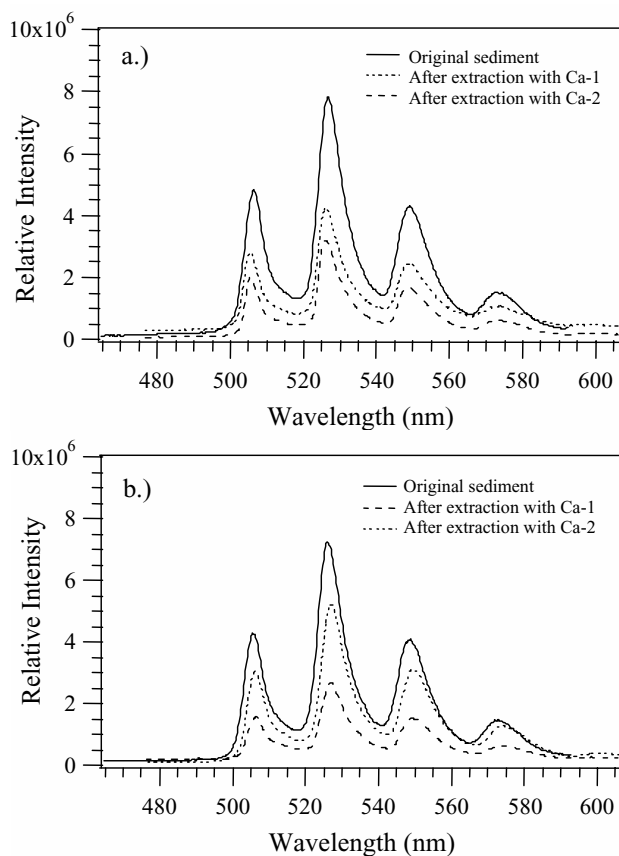 10x10⁶
a.)
Original sediment
After extraction with Ca-1
After extraction with Ca-2
8
6
4
2
0
Relative Intensity
480 500 520 540 560 580 600
Wavelength (nm)
10x10⁶
b.)
Original sediment
After extraction with Ca-1
After extraction with Ca-2
8
6
4
2
0
Relative Intensity
480 500 520 540 560 580 600
Wavelength (nm)